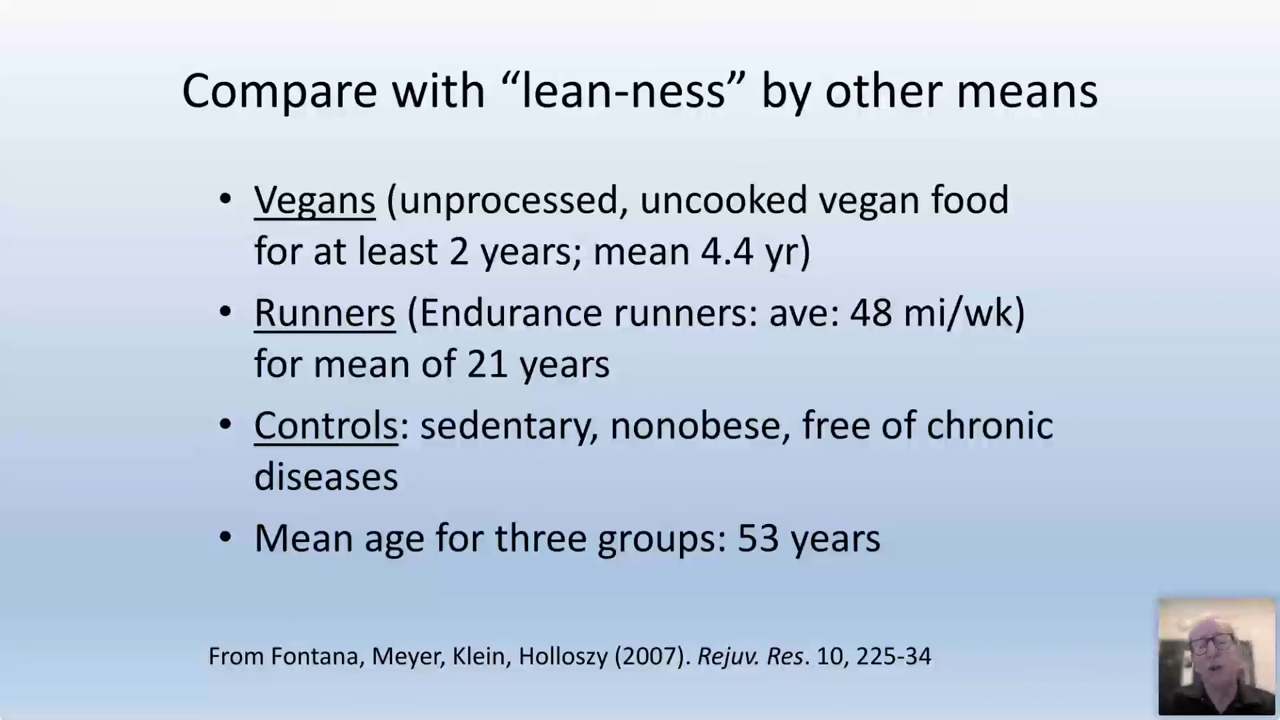 Compare with “lean-ness” by other means
• Vegans (unprocessed, uncooked vegan food
for at least 2 years; mean 4.4 yr)
• Runners (Endurance runners: ave: 48 mi/wk)
for mean of 21 years
• Controls: sedentary, nonobese, free of chronic
diseases
• Mean age for three groups: 53 years
From Fontana, Meyer, Klein, Holloszy (2007). Rejuv. Res. 10, 225-34